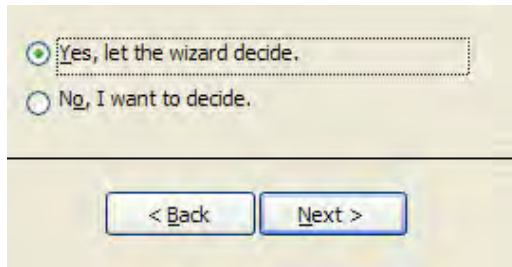 Yes, let the wizard decide.
No, I want to decide.
< Back Next >